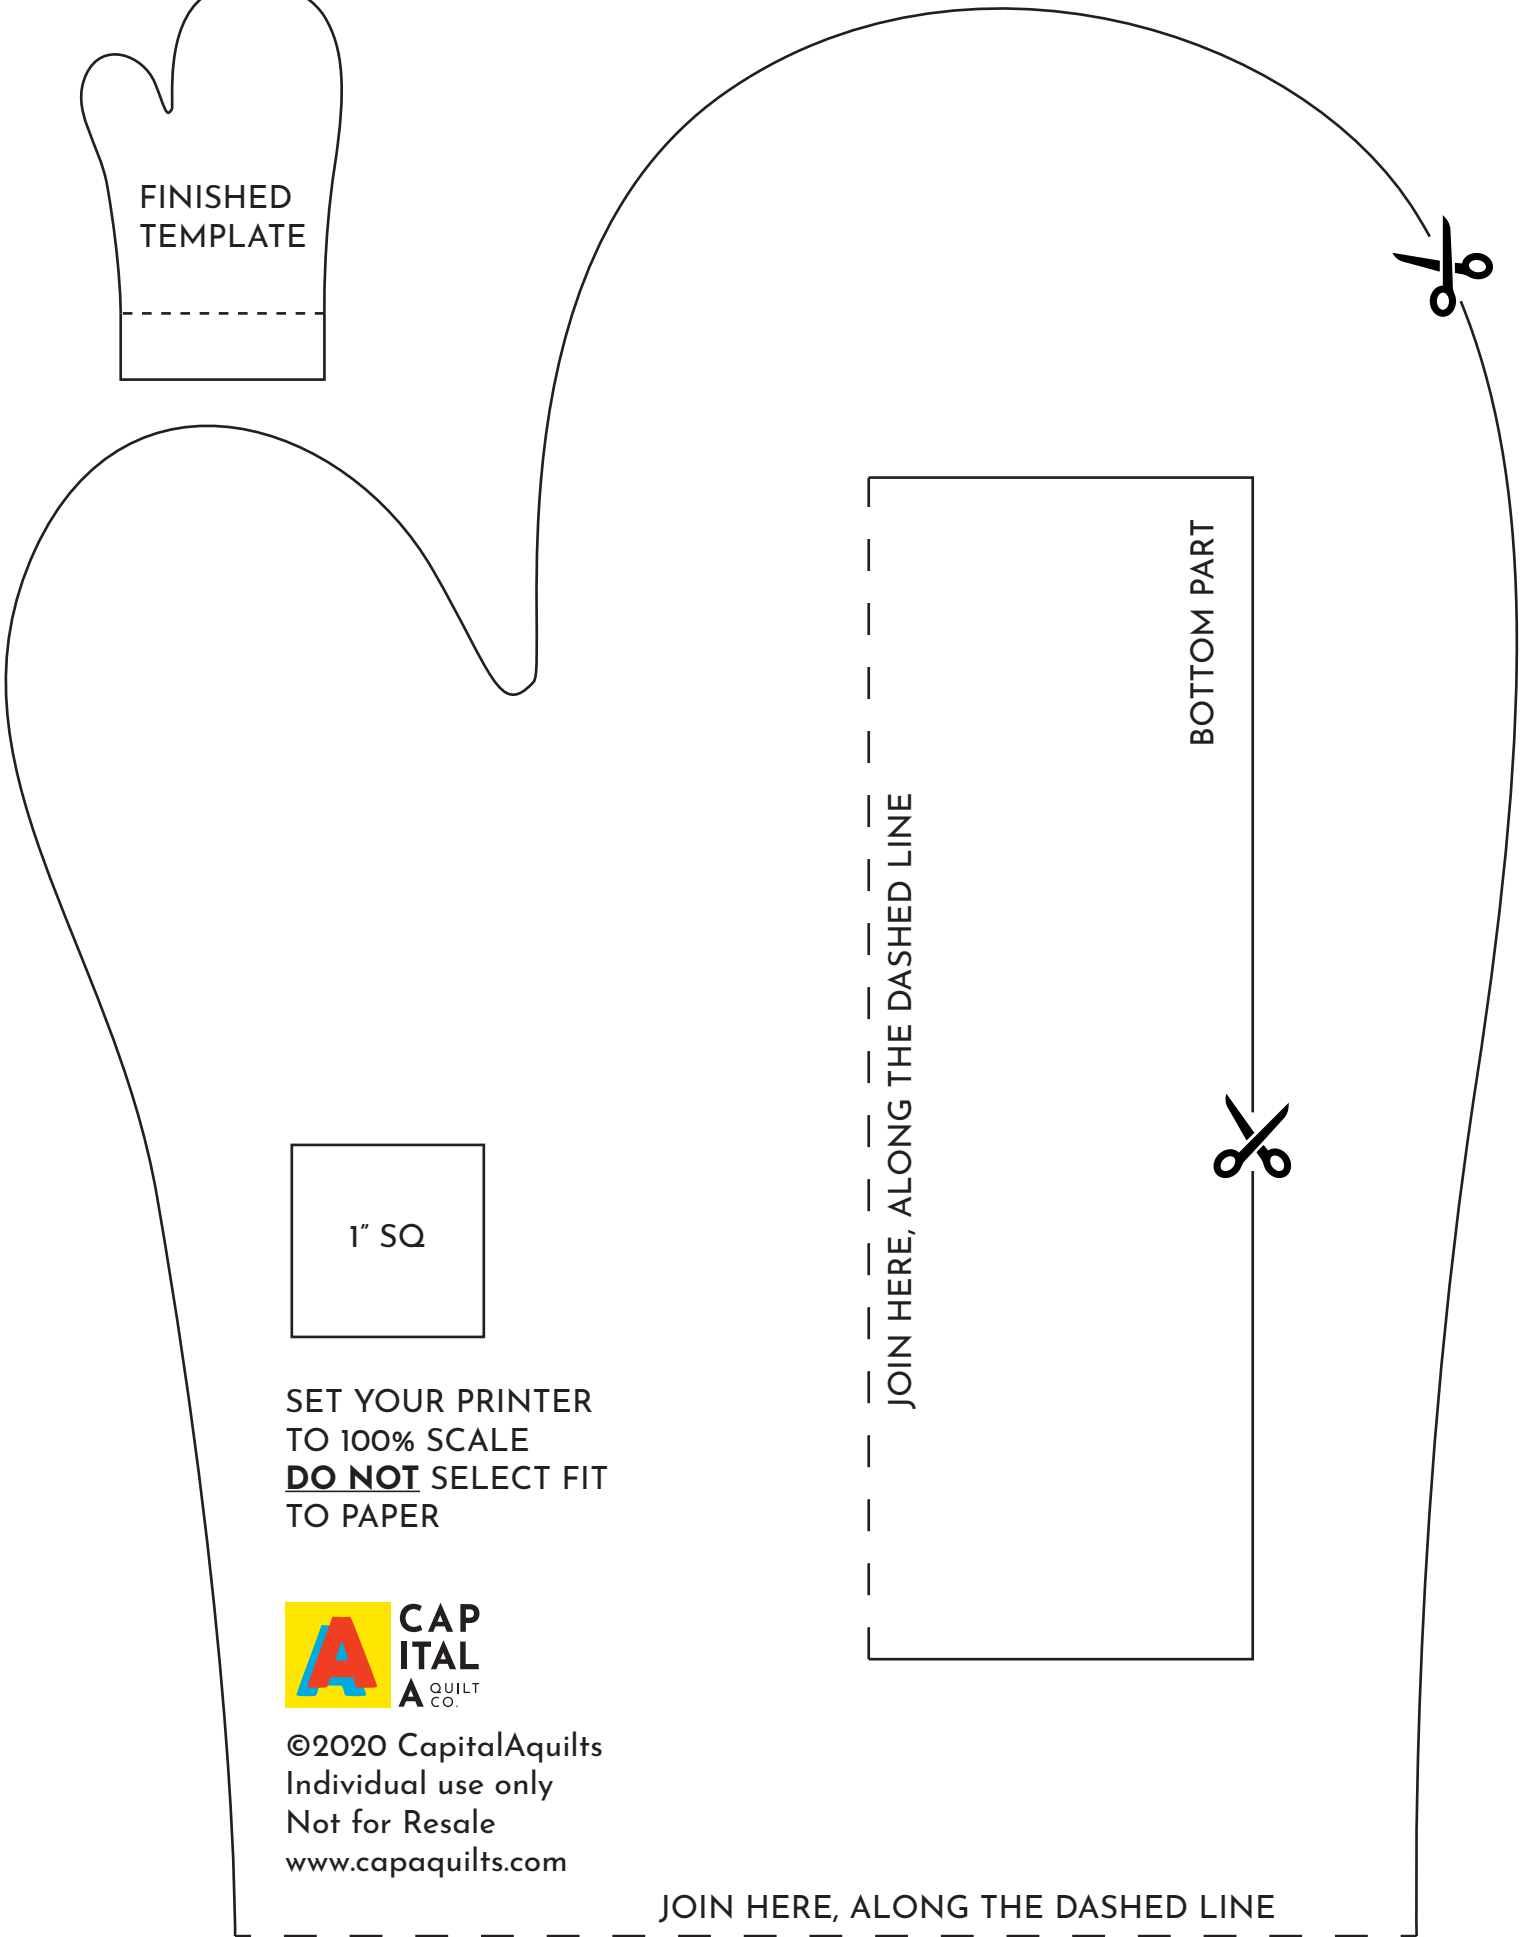 FINISHED
TEMPLATE
BOTTOM PART
JOIN HERE, ALONG THE DASHED LINE
1” SQ
SET YOUR PRINTER
TO 100% SCALE
DO NOT SELECT FIT
TO PAPER
A
CAP
ITAL
A QUILT
CO.
©2020 CapitalAquilts
Individual use only
Not for Resale
www.capaquilts.com
JOIN HERE, ALONG THE DASHED LINE